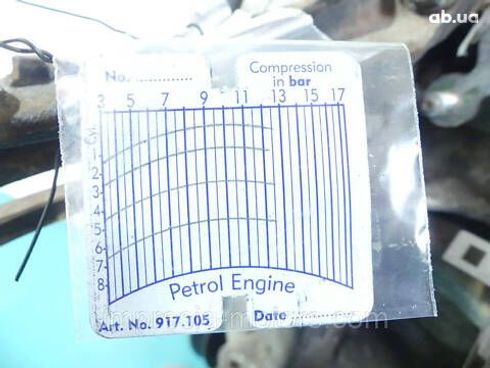 ab.ua
No. ..............
Compression
in bar
3 5 7 9 11 13 15 17
Cyl.
1
2
3
4
5
6
7
8
Petrol Engine
Art. No. 917.105
Date ..............